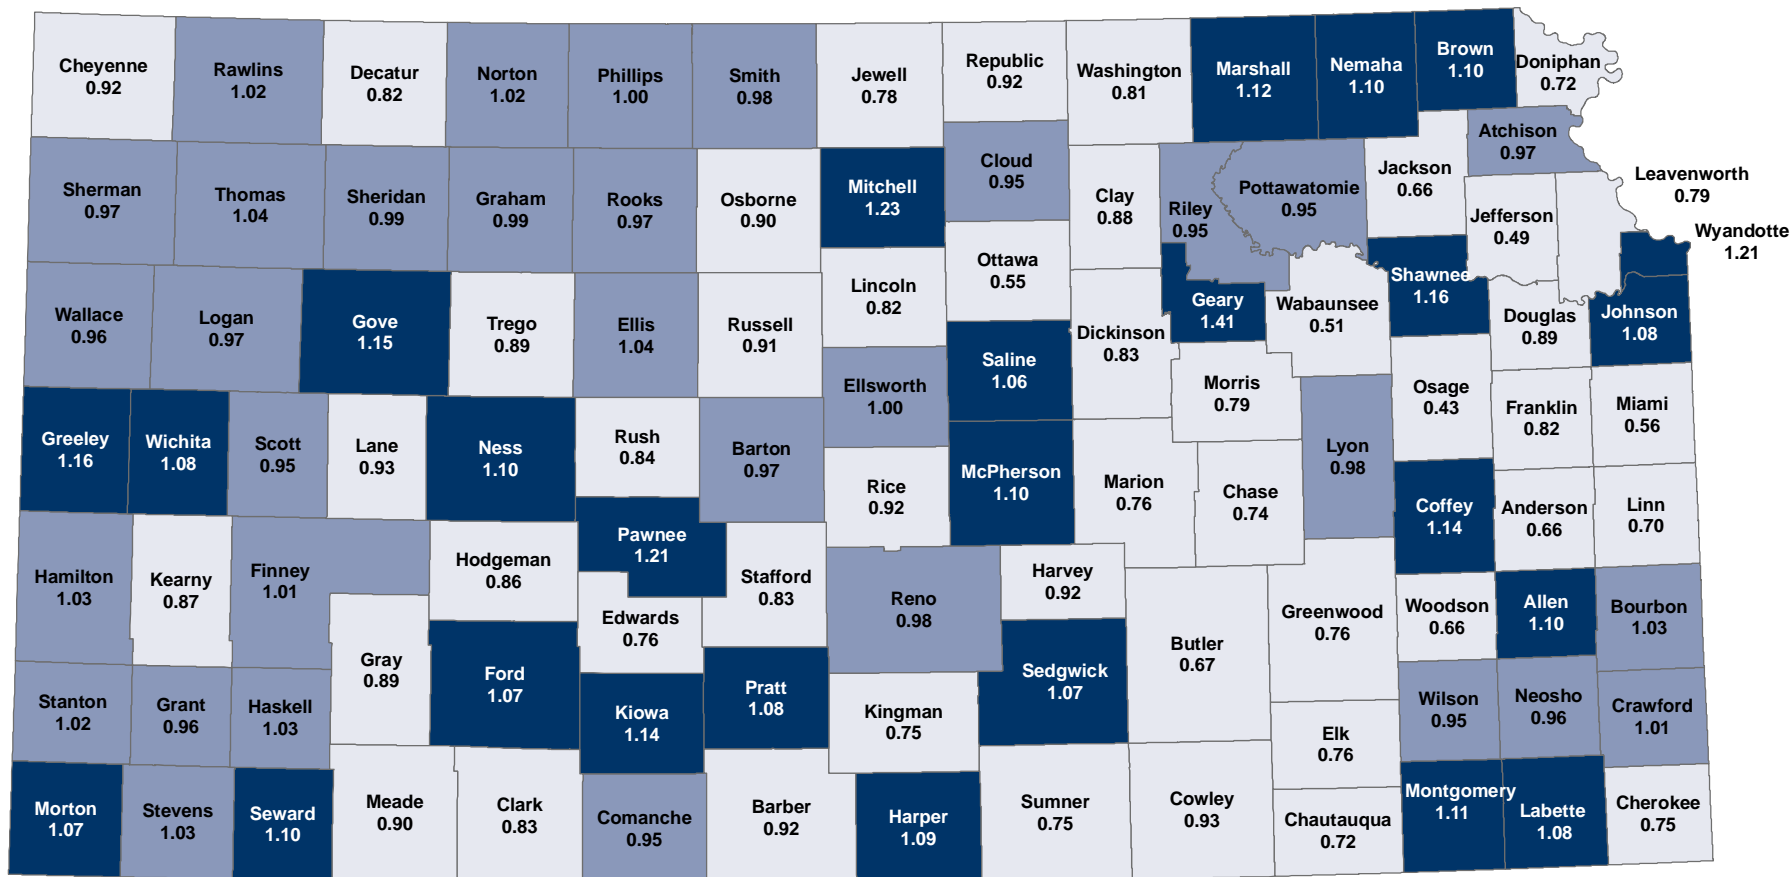 Cheyenne
0.92
Rawlins
1.02
Decatur
0.82
Norton
1.02
Phillips
1.00
Smith
0.98
Jewell
0.78
Republic
0.92
Washington
0.81
Marshall
1.12
Nemaha
1.10
Brown
1.10
Doniphan
0.72
Atchison
0.97
Sherman
0.97
Thomas
1.04
Sheridan
0.99
Graham
0.99
Rooks
0.97
Osborne
0.90
Mitchell
1.23
Cloud
0.95
Clay
0.88
Riley
0.95
Pottawatomie
0.95
Jackson
0.66
Jefferson
0.49
Leavenworth
0.79
Wyandotte
1.21
Wallace
0.96
Logan
0.97
Gove
1.15
Trego
0.89
Ellis
1.04
Russell
0.91
Lincoln
0.82
Ottawa
0.55
Dickinson
0.83
Geary
1.41
Wabaunsee
0.51
Shawnee
1.16
Douglas
0.89
Johnson
1.08
Ellsworth
1.00
Saline
1.06
Morris
0.79
Osage
0.43
Franklin
0.82
Miami
0.56
Greeley
1.16
Wichita
1.08
Scott
0.95
Lane
0.93
Ness
1.10
Rush
0.84
Barton
0.97
Rice
0.92
McPherson
1.10
Marion
0.76
Chase
0.74
Lyon
0.98
Coffey
1.14
Anderson
0.66
Linn
0.70
Hamilton
1.03
Kearny
0.87
Finney
1.01
Hodgeman
0.86
Pawnee
1.21
Stafford
0.83
Edwards
0.76
Reno
0.98
Harvey
0.92
Butler
0.67
Greenwood
0.76
Woodson
0.66
Allen
1.10
Bourbon
1.03
Gray
0.89
Ford
1.07
Kiowa
1.14
Pratt
1.08
Kingman
0.75
Sedgwick
1.07
Elk
0.76
Wilson
0.95
Neosho
0.96
Crawford
1.01
Stanton
1.02
Grant
0.96
Haskell
1.03
Morton
1.07
Stevens
1.03
Seward
1.10
Meade
0.90
Clark
0.83
Comanche
0.95
Barber
0.92
Harper
1.09
Sumner
0.75
Cowley
0.93
Chautauqua
0.72
Montgomery
1.11
Labette
1.08
Cherokee
0.75